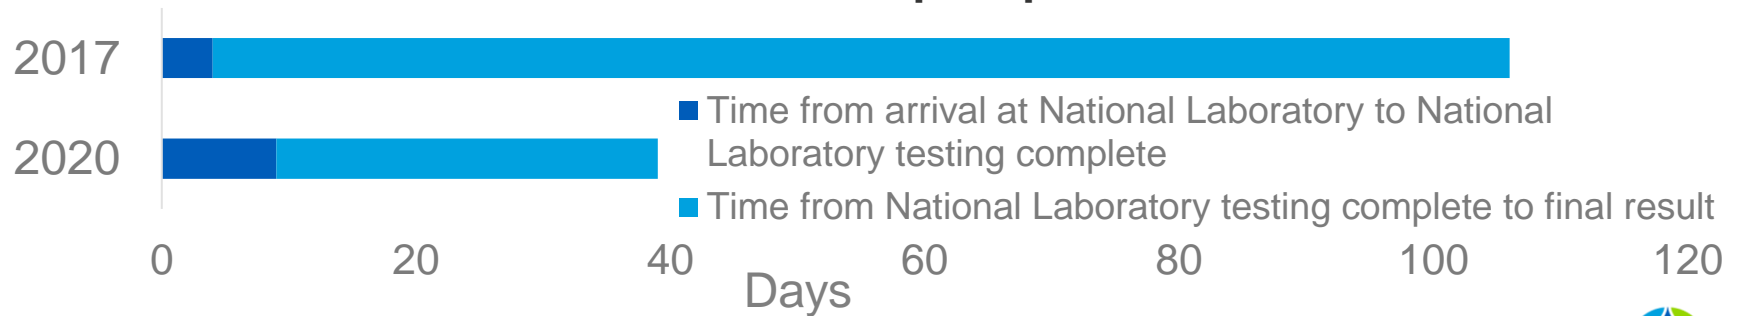 2017
Time from arrival at National Laboratory to National
Laboratory testing complete
2020
Time from National Laboratory testing complete to final result
0 20 40 60 80 100 120
Days